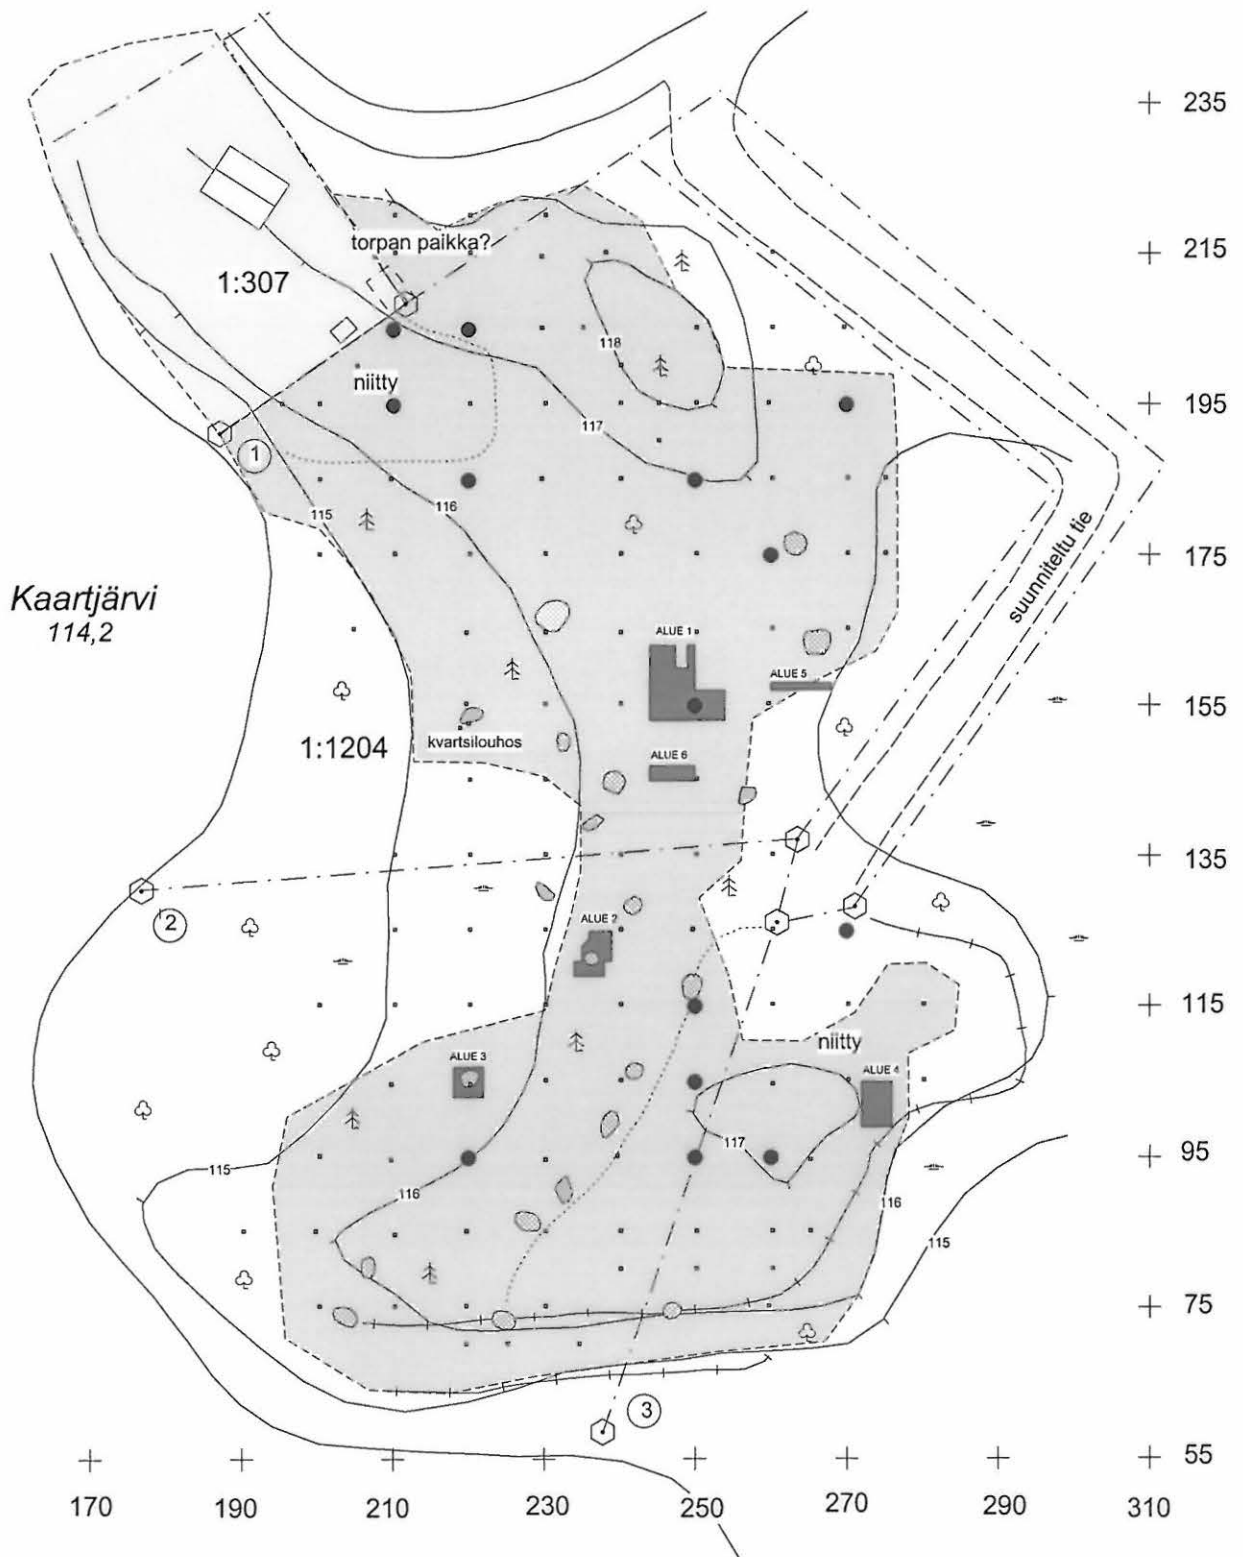 235
torpan paikka?
215
1:307
118
niitty
195
117
1
116
115
175
suunniteltu tie
Kaartjärvi
114,2
ALUE 1
ALUE 5
155
kvartsilouhos
1:1204
ALUE 6
135
2
ALUE 2
115
niitty
ALUE 3
ALUE 4
117
95
115
116
116
115
75
3
55
170
190
210
230
250
270
290
310